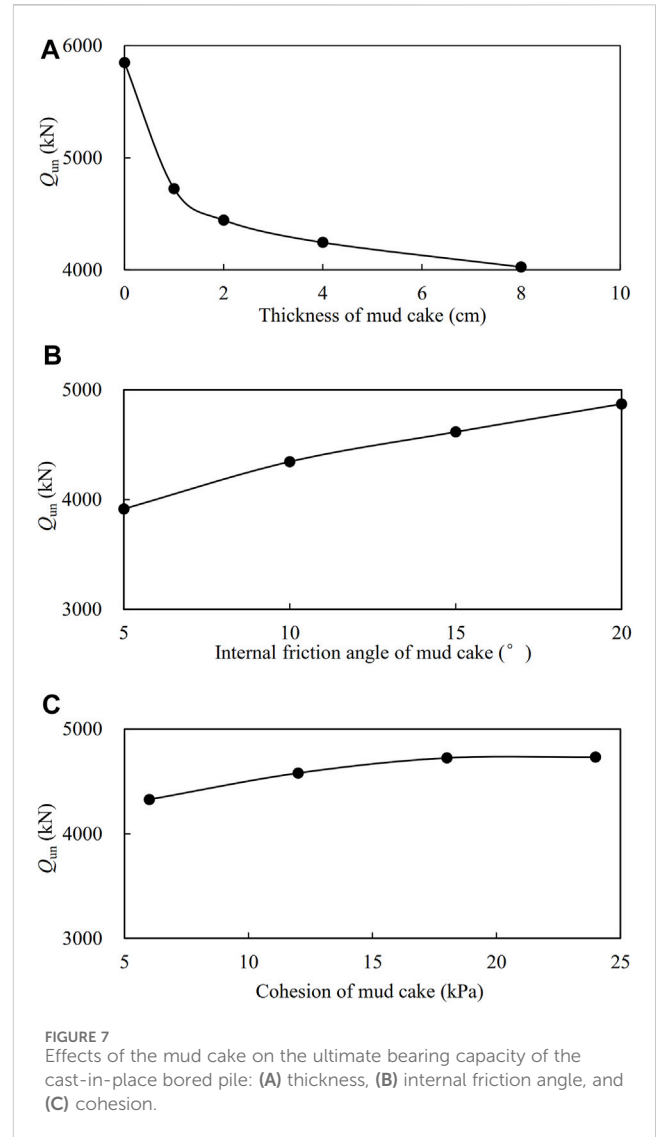 A
6000
5000
4000
Qun (kN)
0 2 4 6 8 10
Thickness of mud cake (cm)
B
5000
4000
3000
Qun (kN)
5 10 15 20
Internal friction angle of mud cake (° )
C
5000
4000
3000
Qun (kN)
5 10 15 20 25
Cohesion of mud cake (kPa)
FIGURE 7
Effects of the mud cake on the ultimate bearing capacity of the
cast-in-place bored pile: (A) thickness, (B) internal friction angle, and
(C) cohesion.